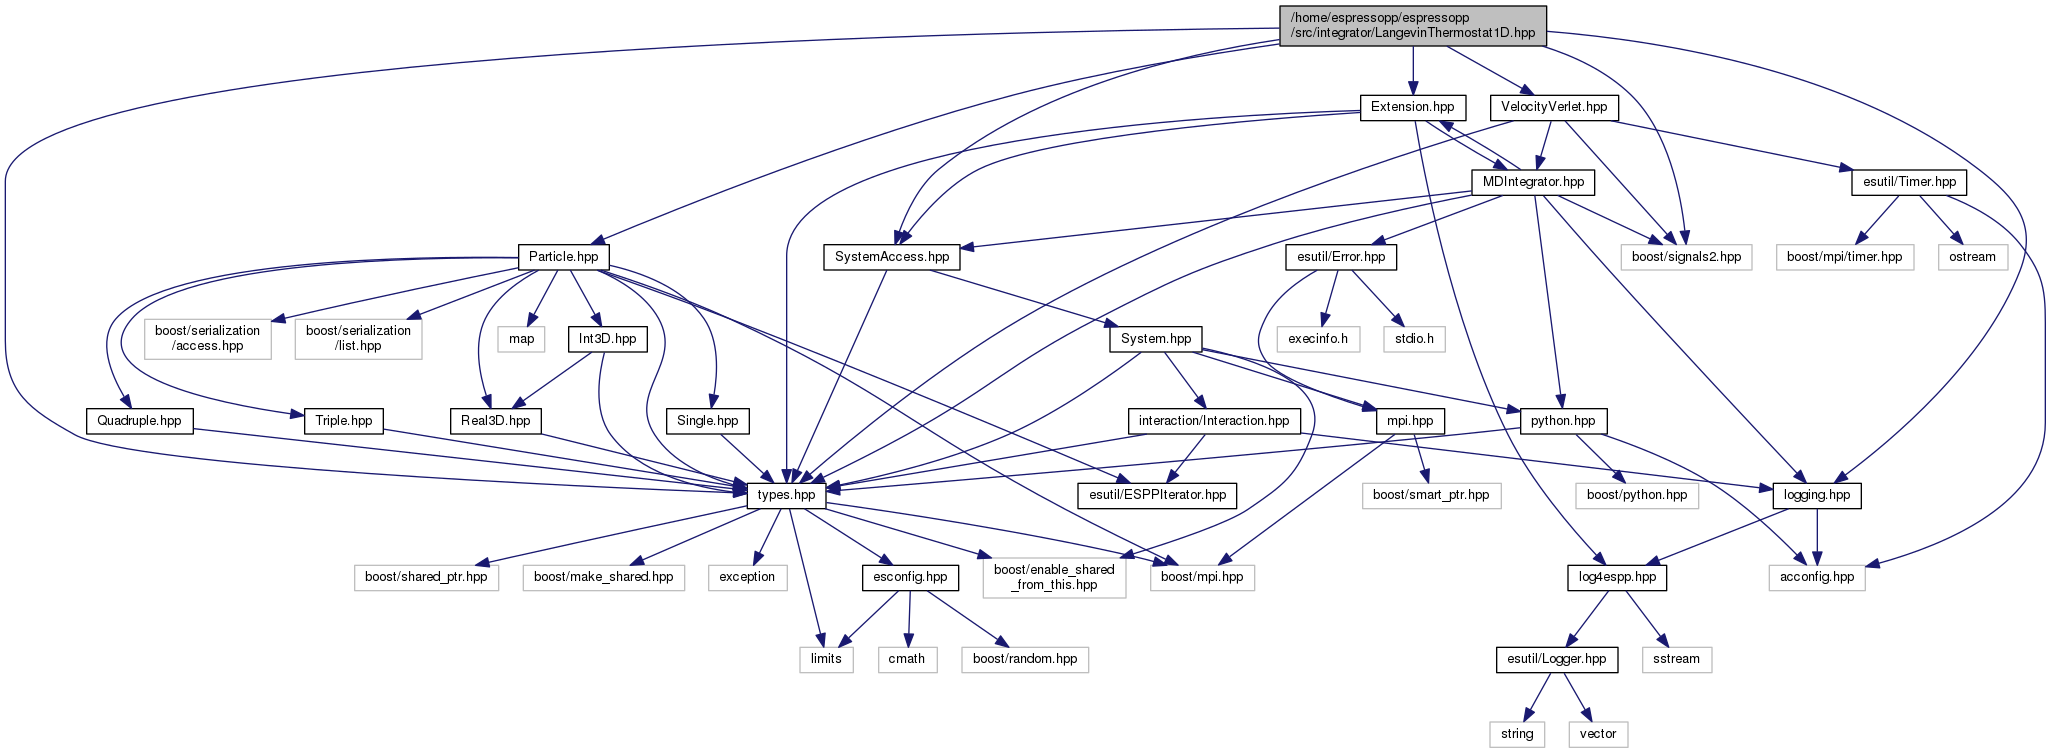 /home/espressopp/espressopp
/src/integrator/LangevinThermostat1D.hpp
Extension.hpp
VelocityVerlet.hpp
MDIntegrator.hpp
esutil/Timer.hpp
Particle.hpp
SystemAccess.hpp
esutil/Error.hpp
boost/signals2.hpp
boost/mpi/timer.hpp
ostream
boost/serialization
/access.hpp
boost/serialization
/list.hpp
map
Int3D.hpp
System.hpp
execinfo.h
stdio.h
Quadruple.hpp
Triple.hpp
Real3D.hpp
Single.hpp
interaction/Interaction.hpp
mpi.hpp
python.hpp
types.hpp
esutil/ESPPIterator.hpp
boost/smart_ptr.hpp
boost/python.hpp
logging.hpp
boost/shared_ptr.hpp
boost/make_shared.hpp
exception
esconfig.hpp
boost/enable_shared
_from_this.hpp
boost/mpi.hpp
log4espp.hpp
acconfig.hpp
limits
cmath
boost/random.hpp
esutil/Logger.hpp
sstream
string
vector